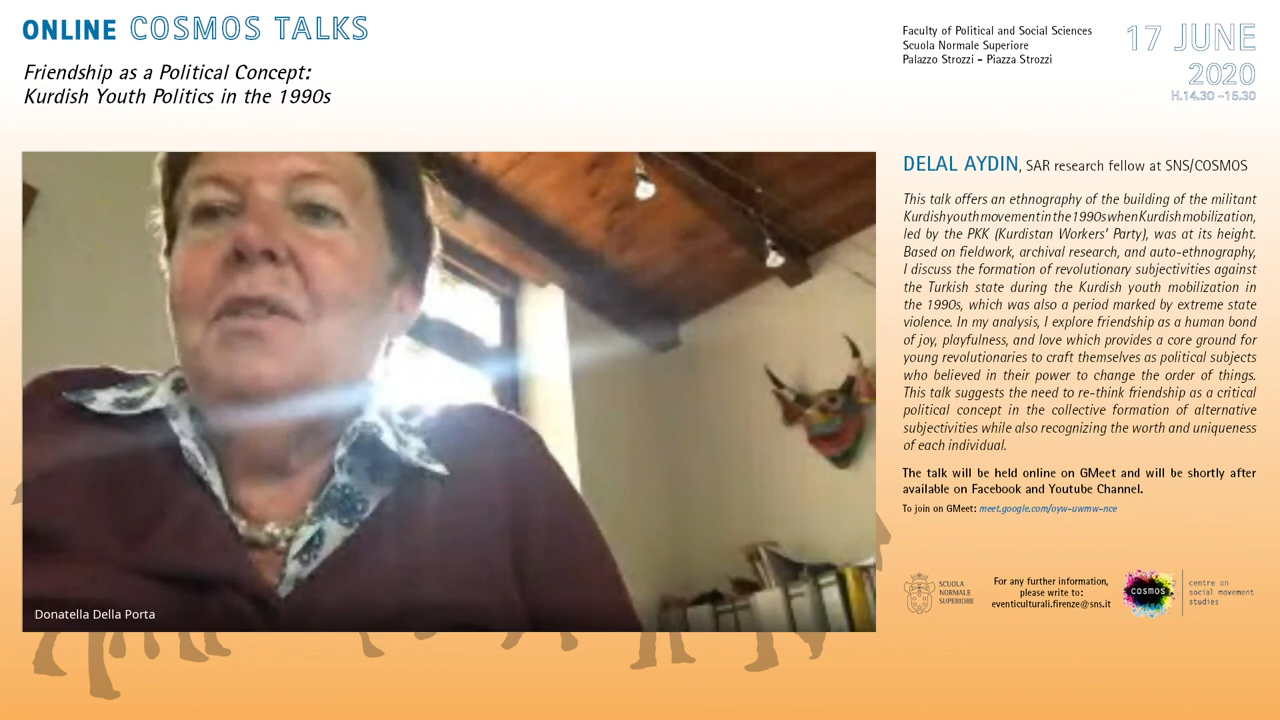 ONLINE COSMOS TALKS
Friendship as a Political Concept:
Kurdish Youth Politics in the 1990s
Faculty of Political and Social Sciences
Scuola Normale Superiore
Palazzo Strozzi - Piazza Strozzi
17 JUNE
2020
H.14.30 -15.30
DELAL AYDIN, SAR research fellow at SNS/COSMOS
This talk offers an ethnography of the building of the militant
Kurdish youth movement in the 1990s when Kurdish mobilization,
led by the PKK (Kurdistan Workers' Party), was at its height.
Based on fieldwork, archival research, and auto-ethnography,
I discuss the formation of revolutionary subjectivities against
the Turkish state during the Kurdish youth mobilization in
the 1990s, which was also a period marked by extreme state
violence. In my analysis, I explore friendship as a human bond
of joy, playfulness, and love which provides a core ground for
young revolutionaries to craft themselves as political subjects
who believed in their power to change the order of things.
This talk suggests the need to re-think friendship as a critical
political concept in the collective formation of alternative
subjectivities while also recognizing the worth and uniqueness
of each individual.
The talk will be held online on GMeet and will be shortly after
available on Facebook and Youtube Channel.
To join on GMeet: meet.google.com/oyw-uwmw-nce
SCUOLA
NORMALE
SUPERIORE
For any further information,
please write to:
eventiculturali.firenze@sns.it
cosmos
centre on
social movement
studies
Donatella Della Porta